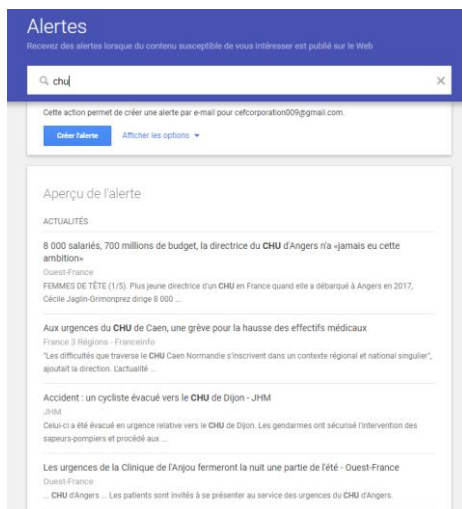 Alertes
Recevez des alertes lorsque du contenu susceptible de vous intéresser est publié sur le Web
chu
Cette action permet de créer une alerte par e-mail pour cefcorporation009@gmail.com.
Créer l'alerte Afficher les options
Aperçu de l'alerte
ACTUALITÉS
8 000 salariés, 700 millions de budget, la directrice du CHU d'Angers n'a «jamais eu cette
ambition»
Ouest-France
FEMMES DE TÊTE (1/5). Plus jeune directrice d'un CHU en France quand elle a débarqué à Angers en 2017,
Cécile Jaglin-Grimonprez dirige 8 000 ...
Aux urgences du CHU de Caen, une grève pour la hausse des effectifs médicaux
France 3 Régions - Franceinfo
"Les difficultés que traverse le CHU Caen Normandie s'inscrivent dans un contexte régional et national singulier",
ajoutait la direction. L'actualité ...
Accident : un cycliste évacué vers le CHU de Dijon - JHM
JHM
Celui-ci a été évacué en urgence relative vers le CHU de Dijon. Les gendarmes ont sécurisé l'intervention des
sapeurs-pompiers et procédé aux ...
Les urgences de la Clinique de l'Anjou fermeront la nuit une partie de l'été - Ouest-France
Ouest-France
... CHU d'Angers ... Les patients sont invités à se présenter au service des urgences du CHU d'Angers.